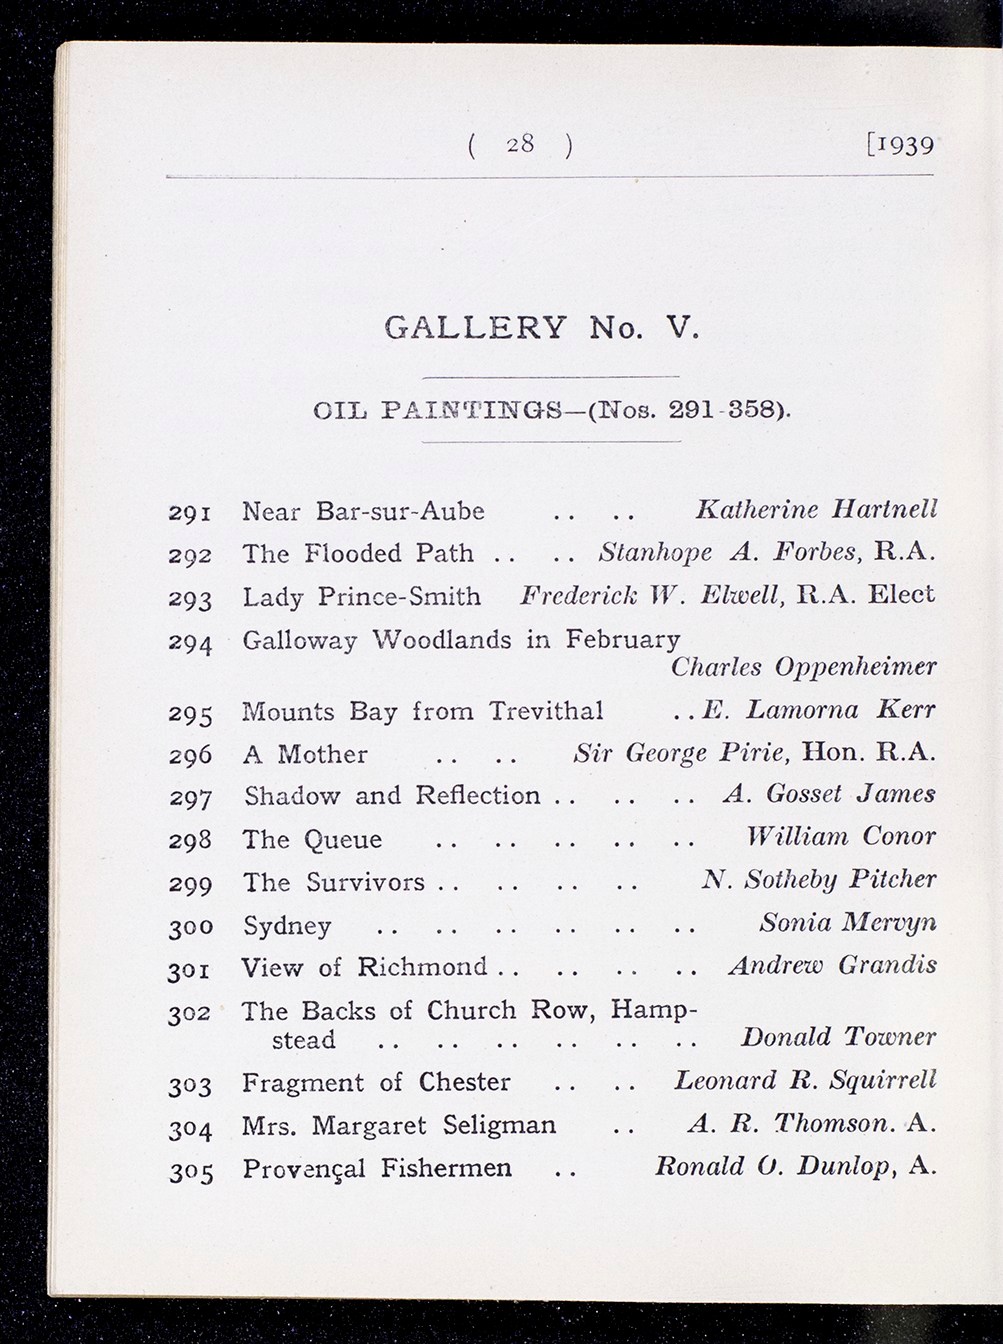 ( 28 ) [1939
GALLERY No. V.
OIL PAINTINGS—(Nos. 291-358).
291 Near Bar-sur-Aube .. .. Katherine Hartnell
292 The Flooded Path .. .. Stanhope A. Forbes, R.A.
293 Lady Prince-Smith Frederick W. Elwell, R.A. Elect
294 Galloway Woodlands in February
Charles Oppenheimer
295 Mounts Bay from Trevithal .. E. Lamorna Kerr
296 A Mother .. .. Sir George Pirie, Hon. R.A.
297 Shadow and Reflection .. .. .. A. Gosset James
298 The Queue .. .. .. .. .. William Conor
299 The Survivors .. .. .. .. N. Sotheby Pitcher
300 Sydney .. .. .. .. .. .. Sonia Mervyn
301 View of Richmond .. .. .. .. Andrew Grandis
302 The Backs of Church Row, Hamp-
stead .. .. .. .. .. .. Donald Towner
303 Fragment of Chester .. .. Leonard R. Squirrell
304 Mrs. Margaret Seligman .. A. R. Thomson. A.
305 Provençal Fishermen .. Ronald O. Dunlop, A.